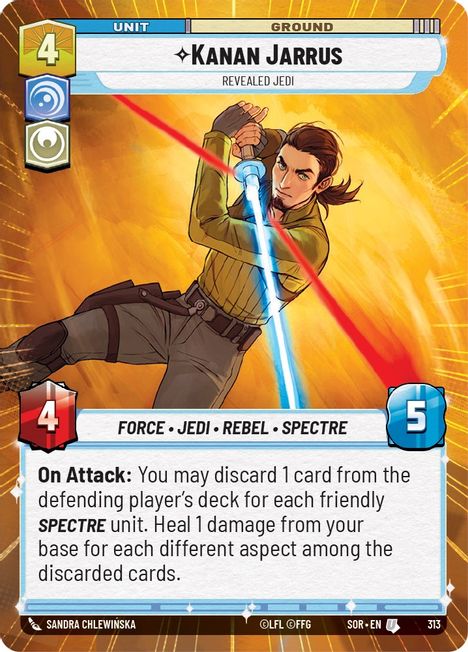 UNIT GROUND
4
✧KANAN JARRUS
REVEALED JEDI
4
5
FORCE • JEDI • REBEL • SPECTRE
On Attack: You may discard 1 card from the
defending player's deck for each friendly
SPECTRE unit. Heal 1 damage from your
base for each different aspect among the
discarded cards.
SANDRA CHLEWIŃSKA ©LFL ©FFG SOR • EN 313